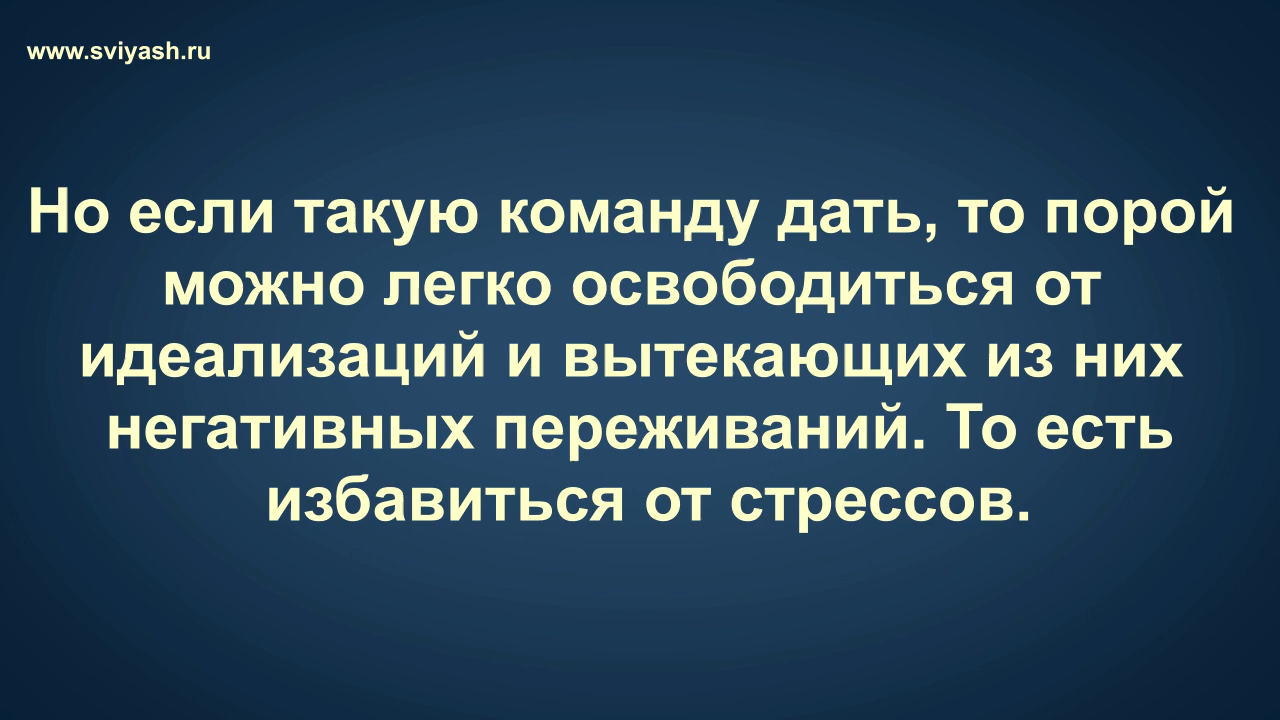 www.sviyash.ru
Но если такую команду дать, то порой
можно легко освободиться от
идеализаций и вытекающих из них
негативных переживаний. То есть
избавиться от стрессов.